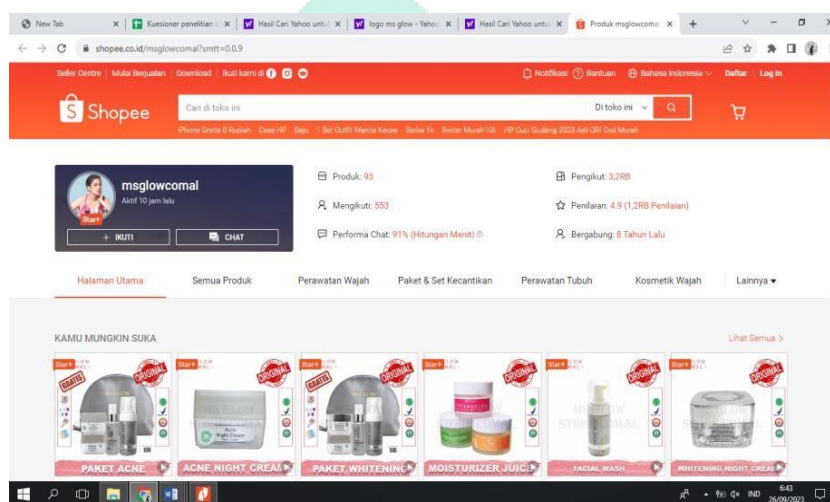 New Tab
Kuesioner penelitian s
Hasil Cari Yahoo untuk
logo ms glow - Yahoo
Hasil Cari Yahoo untuk
Produk msglowcomal
shopee.co.id/msglowcomal?smtt=0.0.9
Seller Centre | Mulai Berjualan | Download | Ikuti kami di
Notifikasi Bantuan Bahasa Indonesia Daftar Log In
Shopee
Cari di toko ini
Di toko ini
iPhone Gratis 0 Rupiah Case HP Baju 1 Set Outfit Wanita Kecee Serba 1k Switer Murah10k HP Cuci Gudang 2023 Asli ORI Dod Murah
msglowcomal
Aktif 10 jam lalu
Star+
+ IKUTI
CHAT
Produk: 93
Pengikut: 3,2RB
Mengikuti: 553
Penilaian: 4.9 (1,2RB Penilaian)
Performa Chat: 91% (Hitungan Menit)
Bergabung: 8 Tahun Lalu
Halaman Utama
Semua Produk
Perawatan Wajah
Paket & Set Kecantikan
Perawatan Tubuh
Kosmetik Wajah
Lainnya
KAMU MUNGKIN SUKA
Lihat Semua >
Star+ ORIGINAL GRATIS
PAKET ACNE
Star+ ORIGINAL
Acne Night Cream
ACNE NIGHT CREAM
Star+ ORIGINAL GRATIS
PAKET WHITENING
Star+ ORIGINAL
MOISTURIZER JUICE
Star+ ORIGINAL
FACIAL WASH
Star+ ORIGINAL
WHITENING NIGHT CREAM
IND
6:43
26/09/2023